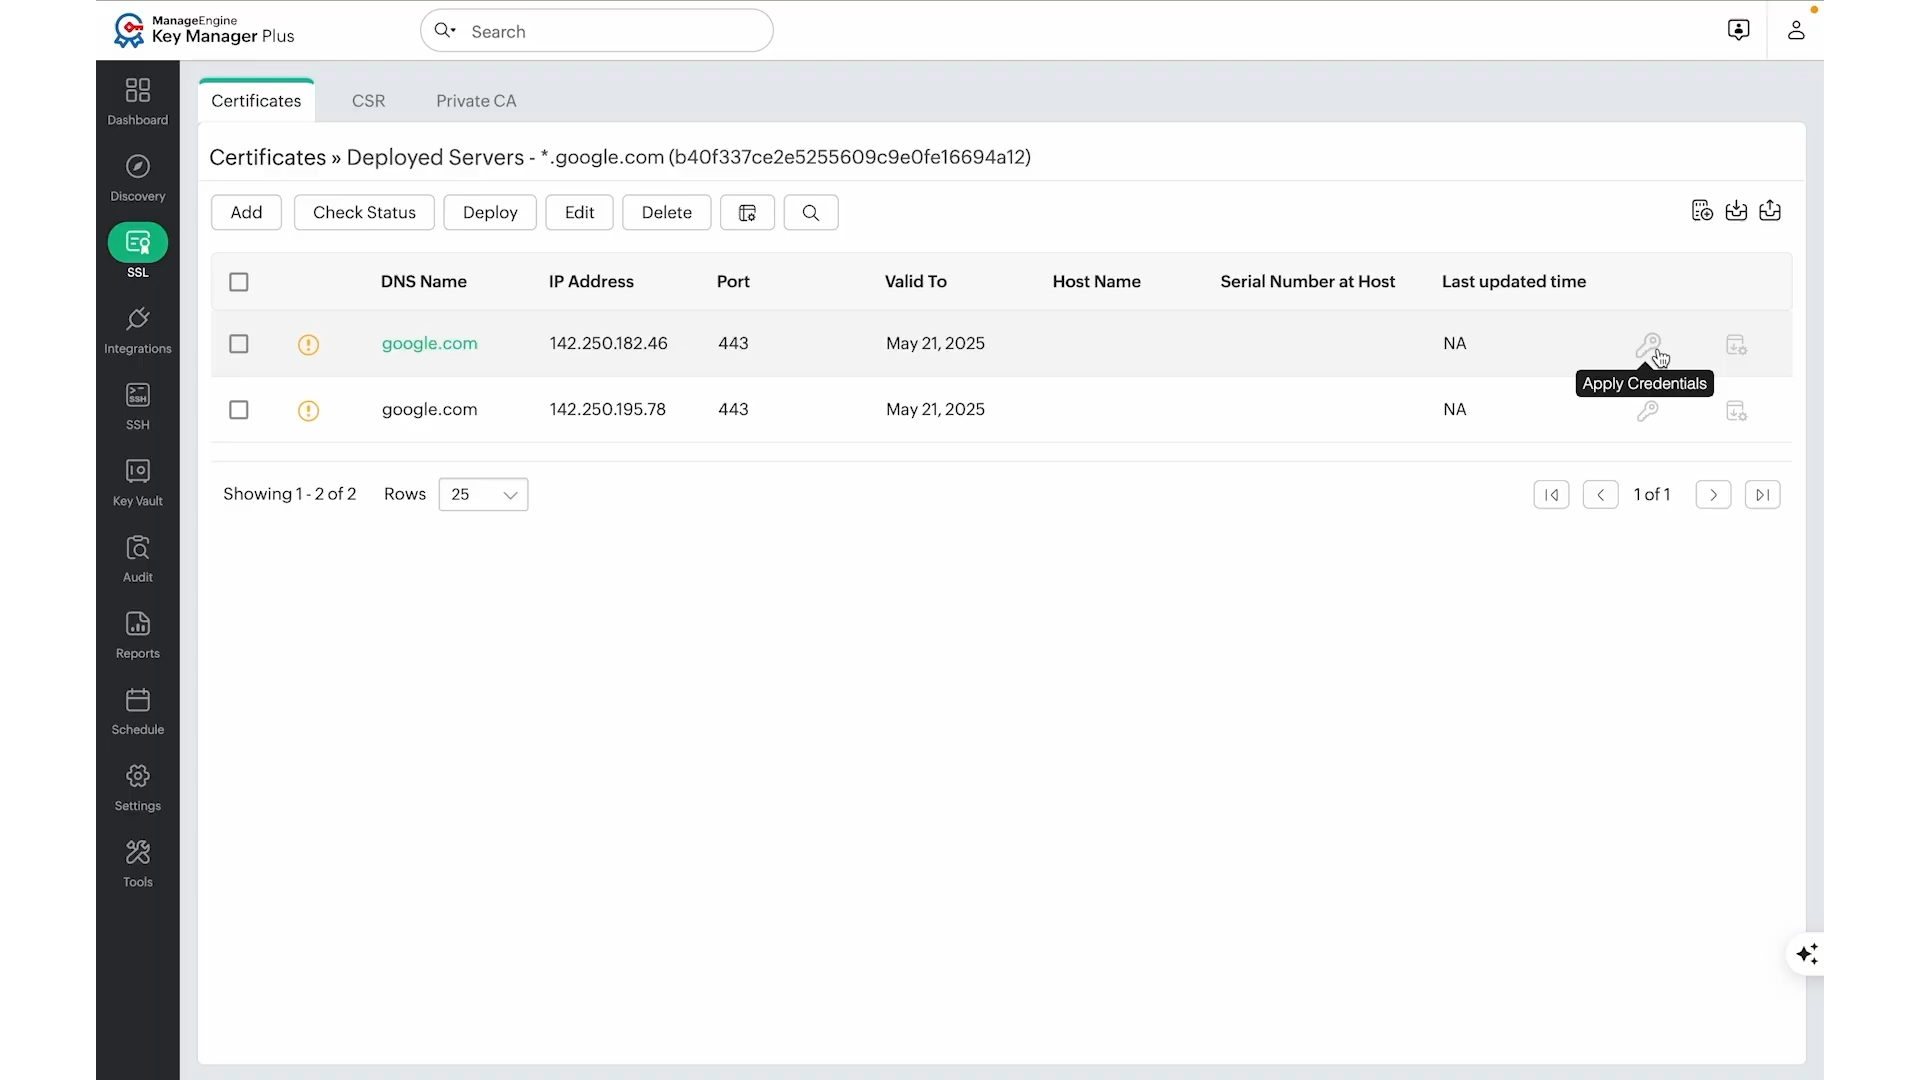 ManageEngine
Key Manager Plus
Search
Dashboard
Discovery
SSL
Integrations
SSH
SSH
Key Vault
Audit
Reports
Schedule
Settings
Tools
Certificates CSR Private CA
Certificates » Deployed Servers - *.google.com (b40f337ce2e5255609c9e0fe16694a12)
Add Check Status Deploy Edit Delete
DNS Name IP Address Port Valid To Host Name Serial Number at Host Last updated time
google.com 142.250.182.46 443 May 21, 2025 NA
Apply Credentials
google.com 142.250.195.78 443 May 21, 2025 NA
Showing 1 - 2 of 2 Rows 25 1 of 1